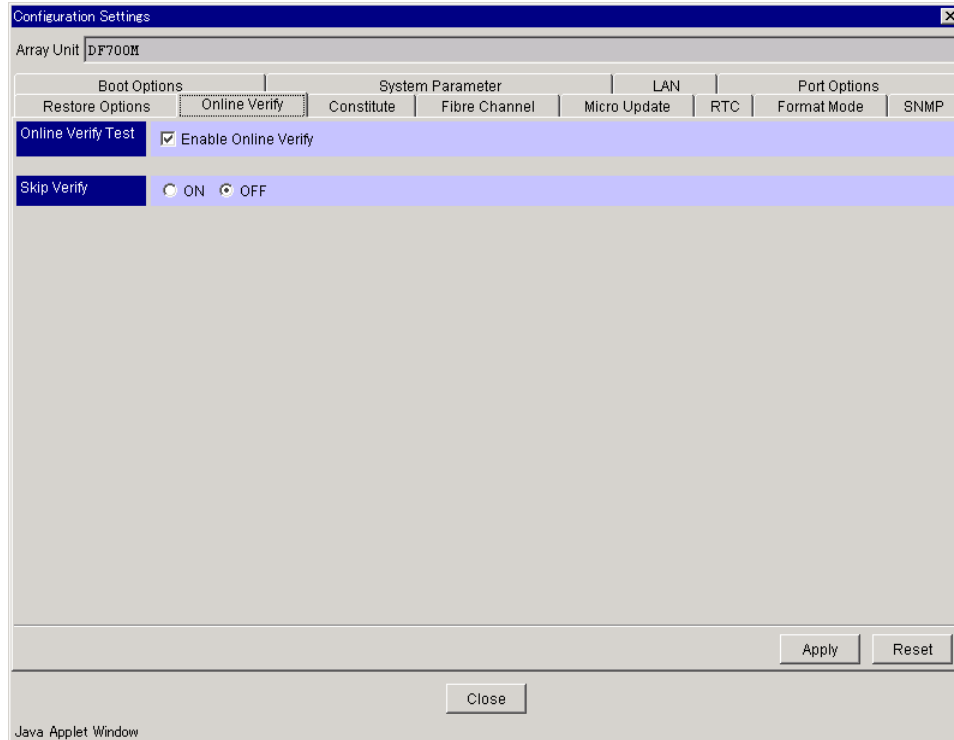 Configuration Settings
Array Unit DF700M
Boot Options System Parameter LAN Port Options
Restore Options Online Verify Constitute Fibre Channel Micro Update RTC Format Mode SNMP
Online Verify Test Enable Online Verify
Skip Verify ON OFF
Apply Reset
Close
Java Applet Window